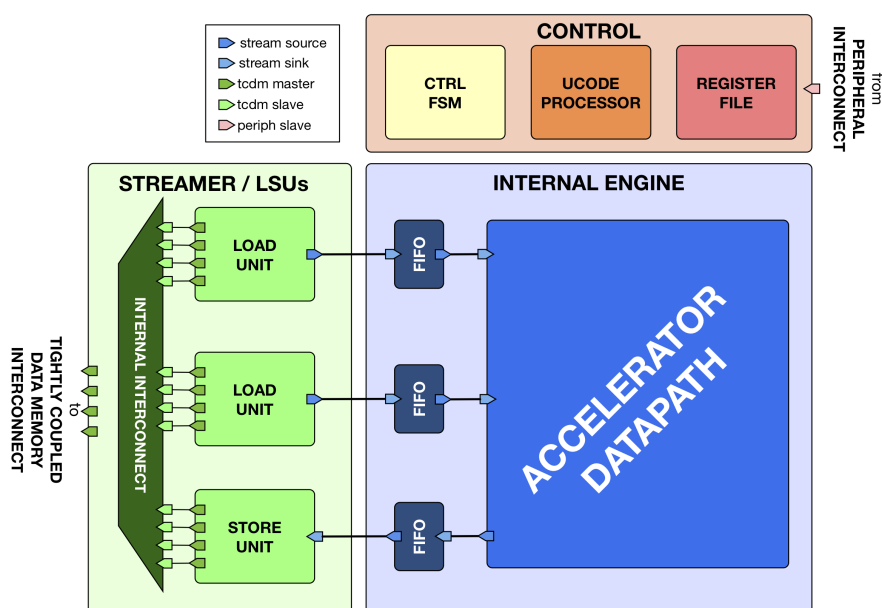 stream source
stream sink
tcdm master
tcdm slave
periph slave
CONTROL
CTRL
FSM
UCODE
PROCESSOR
REGISTER
FILE
from
PERIPHERAL
INTERCONNECT
STREAMER / LSUs
INTERNAL ENGINE
LOAD
UNIT
FIFO
LOAD
UNIT
FIFO
STORE
UNIT
FIFO
INTERNAL INTERCONNECT
ACCELERATOR
DATAPATH
TIGHTLY COUPLED
to
DATA MEMORY
INTERCONNECT